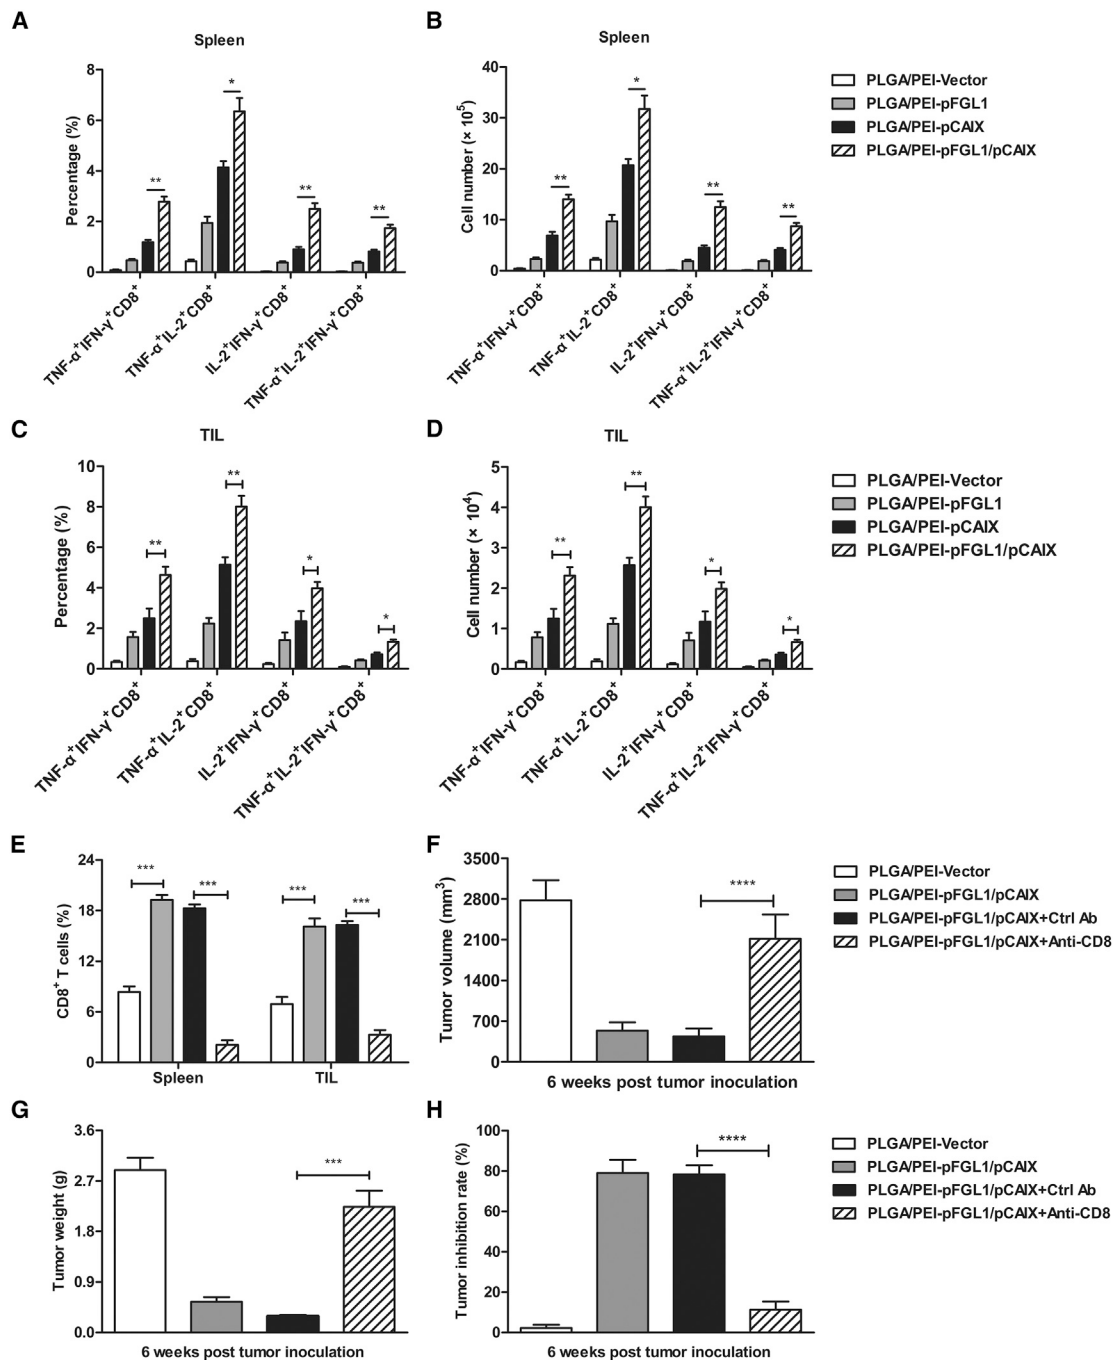 A
Spleen
Percentage (%)
8
6
4
2
0
**
*
**
**
TNF-α+IFN-γ+CD8+
TNF-α+IL-2+CD8+
IL-2+IFN-γ+CD8+
TNF-α+IL-2+IFN-γ+CD8+
B
Spleen
Cell number (× 10⁵)
40
30
20
10
0
**
*
**
**
TNF-α+IFN-γ+CD8+
TNF-α+IL-2+CD8+
IL-2+IFN-γ+CD8+
TNF-α+IL-2+IFN-γ+CD8+
PLGA/PEI-Vector
PLGA/PEI-pFGL1
PLGA/PEI-pCAIX
PLGA/PEI-pFGL1/pCAIX
C
TIL
Percentage (%)
10
8
6
4
2
0
**
**
*
*
TNF-α+IFN-γ+CD8+
TNF-α+IL-2+CD8+
IL-2+IFN-γ+CD8+
TNF-α+IL-2+IFN-γ+CD8+
D
TIL
Cell number (× 10⁴)
5
4
3
2
1
0
**
**
*
*
TNF-α+IFN-γ+CD8+
TNF-α+IL-2+CD8+
IL-2+IFN-γ+CD8+
TNF-α+IL-2+IFN-γ+CD8+
PLGA/PEI-Vector
PLGA/PEI-pFGL1
PLGA/PEI-pCAIX
PLGA/PEI-pFGL1/pCAIX
E
CD8+ T cells (%)
24
18
12
6
0
***
***
***
***
Spleen
TIL
F
Tumor volume (mm³)
3500
2800
2100
1400
700
0
****
6 weeks post tumor inoculation
PLGA/PEI-Vector
PLGA/PEI-pFGL1/pCAIX
PLGA/PEI-pFGL1/pCAIX+Ctrl Ab
PLGA/PEI-pFGL1/pCAIX+Anti-CD8
G
Tumor weight (g)
3.6
2.7
1.8
0.9
0.0
***
6 weeks post tumor inoculation
H
Tumor inhibition rate (%)
100
80
60
40
20
0
****
6 weeks post tumor inoculation
PLGA/PEI-Vector
PLGA/PEI-pFGL1/pCAIX
PLGA/PEI-pFGL1/pCAIX+Ctrl Ab
PLGA/PEI-pFGL1/pCAIX+Anti-CD8